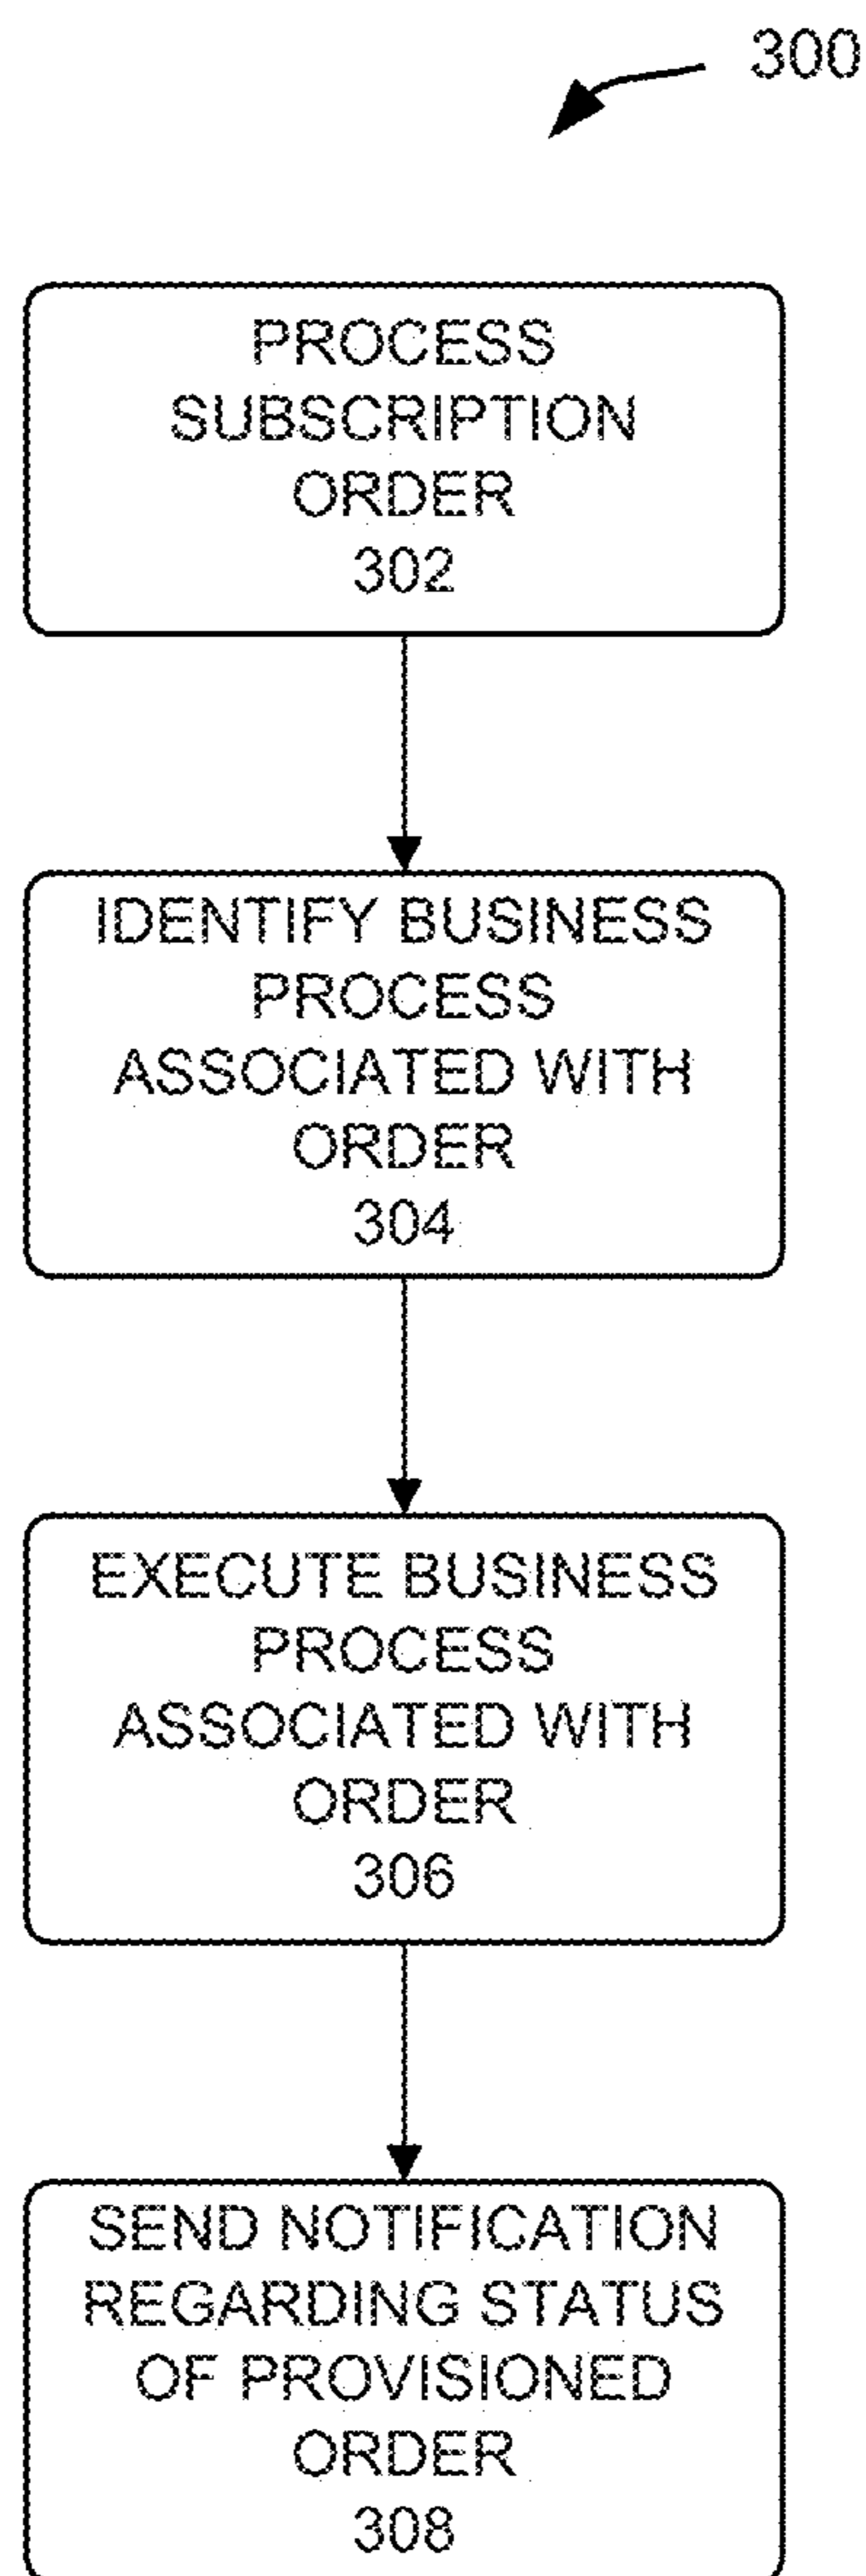 300
PROCESS
SUBSCRIPTION
ORDER
302
IDENTIFY BUSINESS
PROCESS
ASSOCIATED WITH
ORDER
304
EXECUTE BUSINESS
PROCESS
ASSOCIATED WITH
ORDER
306
SEND NOTIFICATION
REGARDING STATUS
OF PROVISIONED
ORDER
308